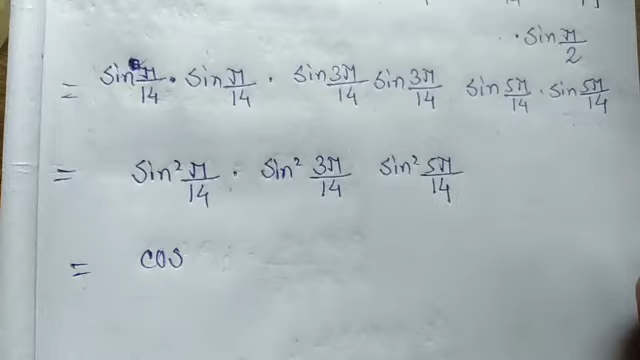 · sin π/2
= sin π/14 · sin π/14 · sin 3π/14 sin 3π/14 sin 5π/14 · sin 5π/14
= sin² π/14 · sin² 3π/14 sin² 5π/14
= cos